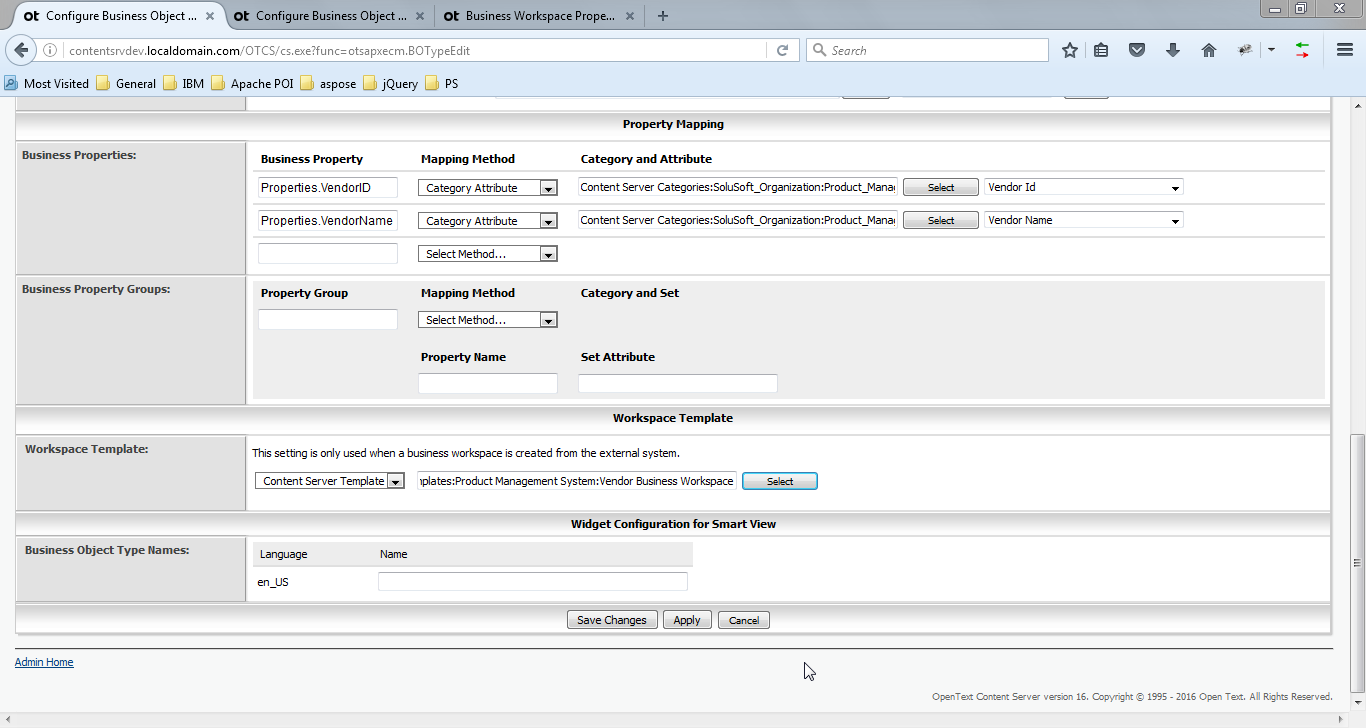 ot Configure Business Object ... × ot Configure Business Object ... × ot Business Workspace Prope... × +
contentsrvdev.localdomain.com/OTCS/cs.exe?func=otsapxecm.BOTypeEdit Search
Most Visited General IBM Apache POI aspose jQuery PS
Property Mapping
Business Properties:
Business Property Mapping Method Category and Attribute
Properties.VendorID Category Attribute Content Server Categories:SoluSoft_Organization:Product_Manag Select Vendor Id
Properties.VendorName Category Attribute Content Server Categories:SoluSoft_Organization:Product_Manag Select Vendor Name
Select Method...
Business Property Groups:
Property Group Mapping Method Category and Set
Select Method...
Property Name Set Attribute
Workspace Template
Workspace Template:
This setting is only used when a business workspace is created from the external system.
Content Server Template mplates:Product Management System:Vendor Business Workspace Select
Widget Configuration for Smart View
Business Object Type Names:
Language Name
en_US
Save Changes Apply Cancel
Admin Home
OpenText Content Server version 16. Copyright © 1995 - 2016 Open Text. All Rights Reserved.